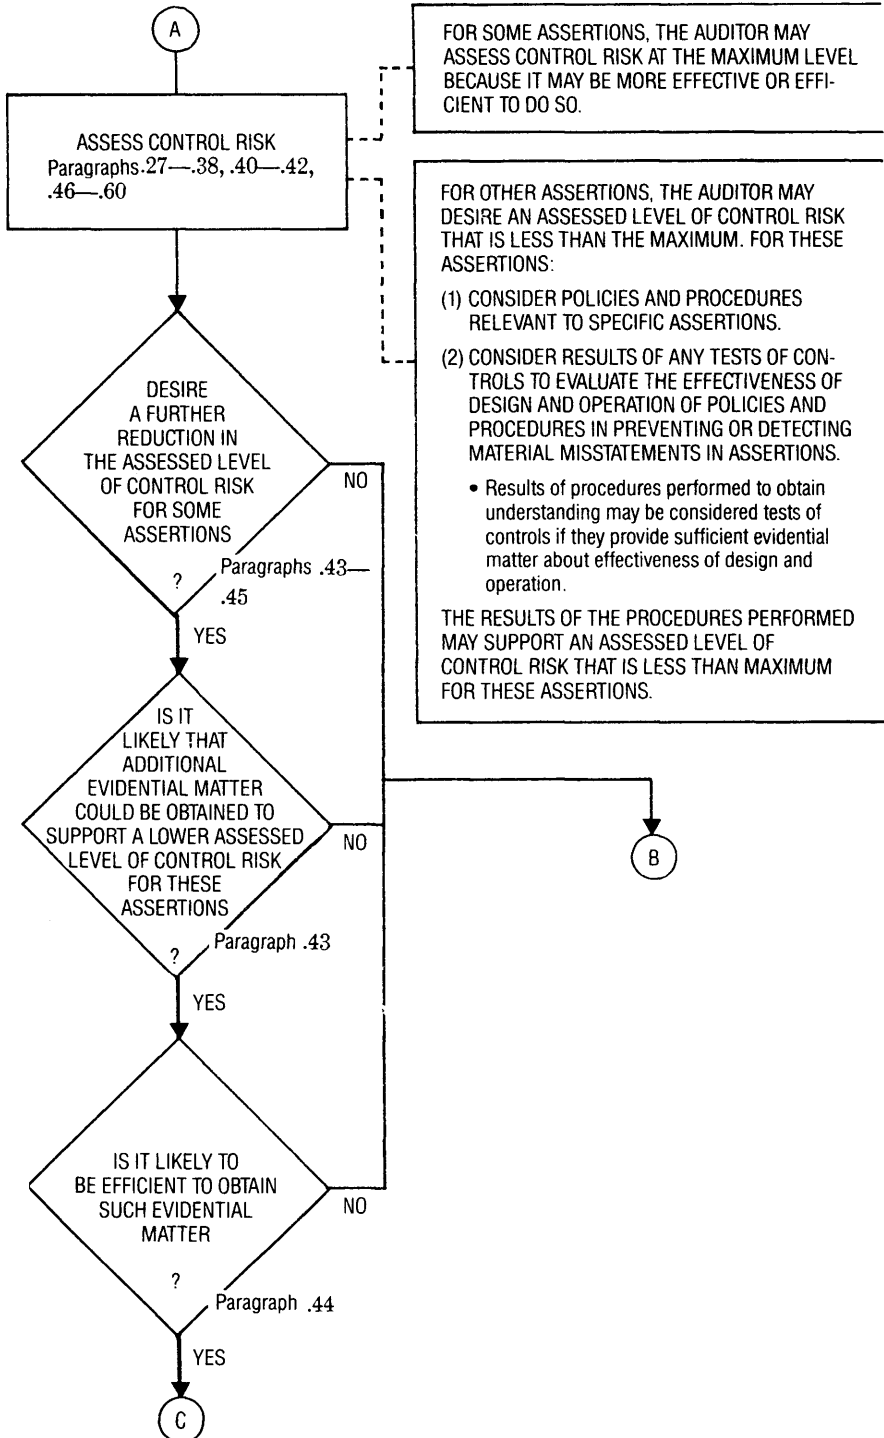 A
FOR SOME ASSERTIONS, THE AUDITOR MAY
ASSESS CONTROL RISK AT THE MAXIMUM LEVEL
BECAUSE IT MAY BE MORE EFFECTIVE OR EFFI-
CIENT TO DO SO.
ASSESS CONTROL RISK
Paragraphs .27—.38, .40—.42,
.46—.60
FOR OTHER ASSERTIONS, THE AUDITOR MAY
DESIRE AN ASSESSED LEVEL OF CONTROL RISK
THAT IS LESS THAN THE MAXIMUM. FOR THESE
ASSERTIONS:
(1) CONSIDER POLICIES AND PROCEDURES
RELEVANT TO SPECIFIC ASSERTIONS.
(2) CONSIDER RESULTS OF ANY TESTS OF CON-
TROLS TO EVALUATE THE EFFECTIVENESS OF
DESIGN AND OPERATION OF POLICIES AND
PROCEDURES IN PREVENTING OR DETECTING
MATERIAL MISSTATEMENTS IN ASSERTIONS.
• Results of procedures performed to obtain
understanding may be considered tests of
controls if they provide sufficient evidential
matter about effectiveness of design and
operation.
THE RESULTS OF THE PROCEDURES PERFORMED
MAY SUPPORT AN ASSESSED LEVEL OF
CONTROL RISK THAT IS LESS THAN MAXIMUM
FOR THESE ASSERTIONS.
DESIRE
A FURTHER
REDUCTION IN
THE ASSESSED LEVEL
OF CONTROL RISK
FOR SOME
ASSERTIONS
?
NO
Paragraphs .43—
.45
YES
IS IT
LIKELY THAT
ADDITIONAL
EVIDENTIAL MATTER
COULD BE OBTAINED TO
SUPPORT A LOWER ASSESSED
LEVEL OF CONTROL RISK
FOR THESE
ASSERTIONS
?
NO
B
Paragraph .43
YES
IS IT LIKELY TO
BE EFFICIENT TO OBTAIN
SUCH EVIDENTIAL
MATTER
?
NO
Paragraph .44
YES
C